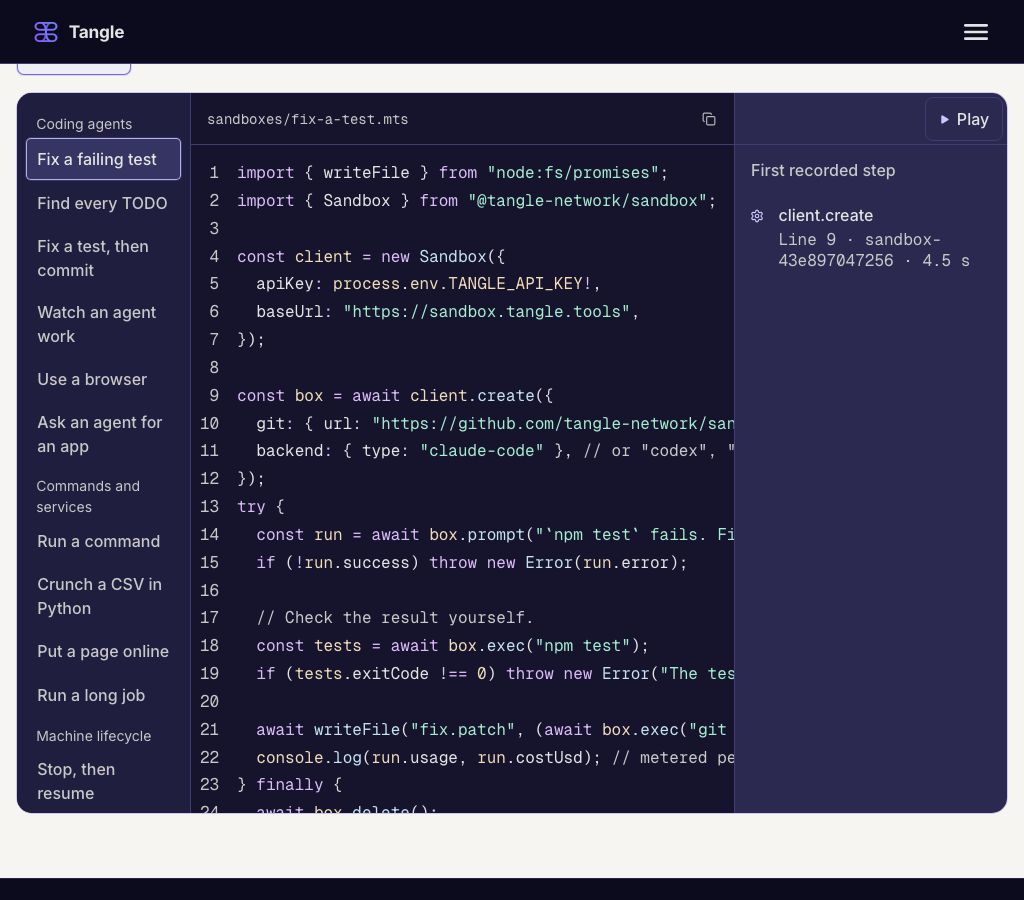 Tangle
Coding agents
Fix a failing test
Find every TODO
Fix a test, then
commit
Watch an agent
work
Use a browser
Ask an agent for
an app
Commands and
services
Run a command
Crunch a CSV in
Python
Put a page online
Run a long job
Machine lifecycle
Stop, then
resume
sandboxes/fix-a-test.mts
1 import { writeFile } from "node:fs/promises";
2 import { Sandbox } from "@tangle-network/sandbox";
3
4 const client = new Sandbox({
5   apiKey: process.env.TANGLE_API_KEY!,
6   baseUrl: "https://sandbox.tangle.tools",
7 });
8
9 const box = await client.create({
10   git: { url: "https://github.com/tangle-network/san
11   backend: { type: "claude-code" }, // or "codex", "
12 });
13 try {
14   const run = await box.prompt("`npm test` fails. Fi
15   if (!run.success) throw new Error(run.error);
16
17   // Check the result yourself.
18   const tests = await box.exec("npm test");
19   if (tests.exitCode !== 0) throw new Error("The tes
20
21   await writeFile("fix.patch", (await box.exec("git
22   console.log(run.usage, run.costUsd); // metered pe
23 } finally {
24   await box.delete();
Play
First recorded step
client.create
Line 9 · sandbox-
43e897047256 · 4.5 s